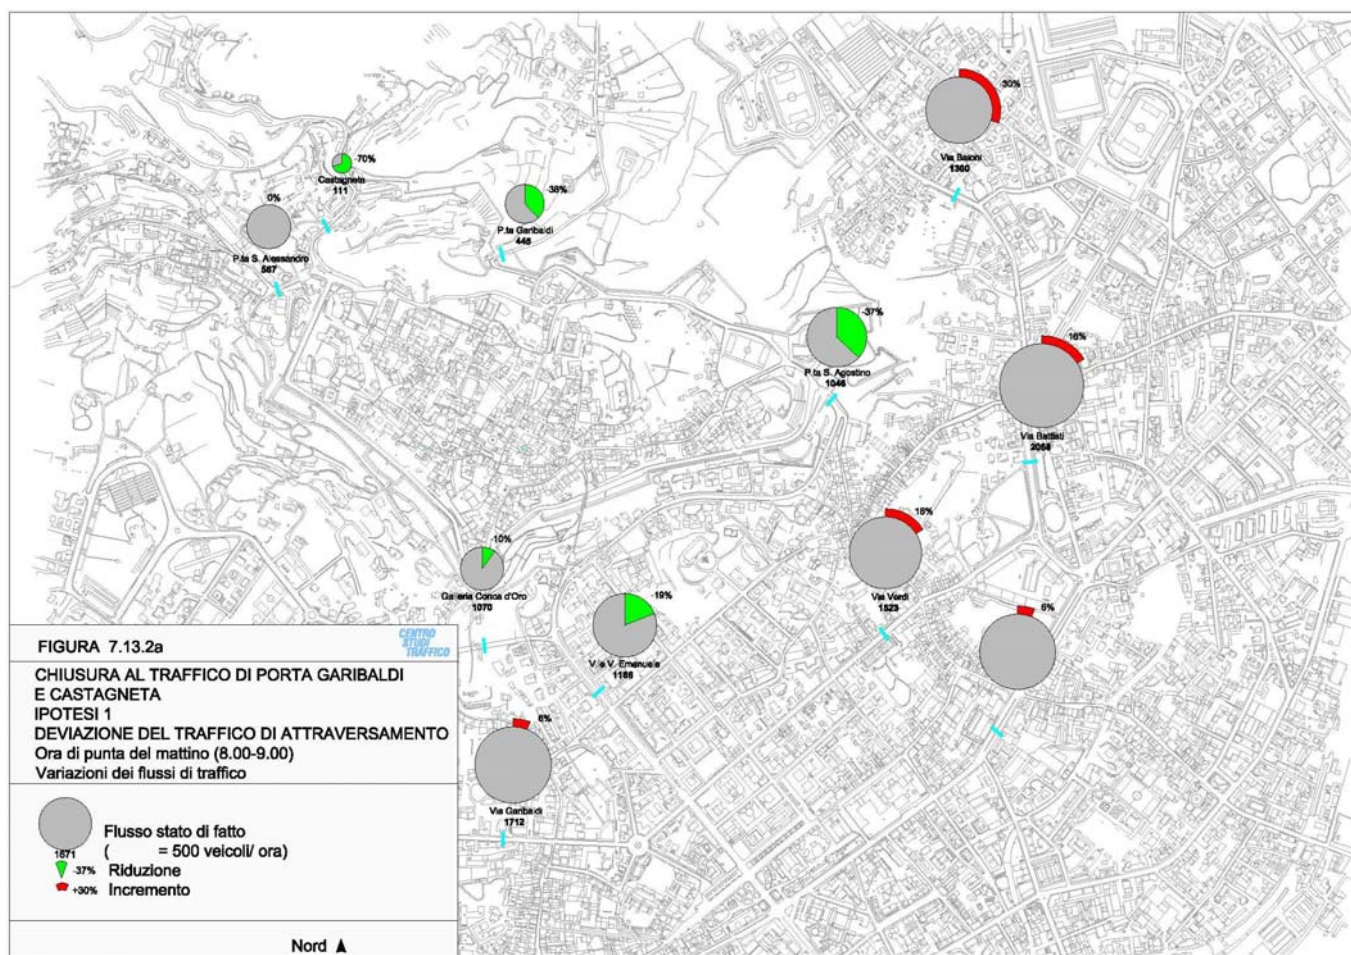 30%
Via Baioni
1360
-70%
Castagneta
111
0%
P.ta S. Alessandro
567
-38%
P.ta Garibaldi
445
-37%
P.ta S. Agostino
1046
16%
Via Battisti
-10%
Galleria Conca d'Oro
1070
-19%
V.le V. Emanuele
16%
Via Verdi
1523
6%
6%
Via Garibaldi
1712
FIGURA 7.13.2a
CENTRO
STUDI
TRAFFICO
CHIUSURA AL TRAFFICO DI PORTA GARIBALDI
E CASTAGNETA
IPOTESI 1
DEVIAZIONE DEL TRAFFICO DI ATTRAVERSAMENTO
Ora di punta del mattino (8.00-9.00)
Variazioni dei flussi di traffico
Flusso stato di fatto
( = 500 veicoli/ ora)
1671
-37% Riduzione
+30% Incremento
Nord